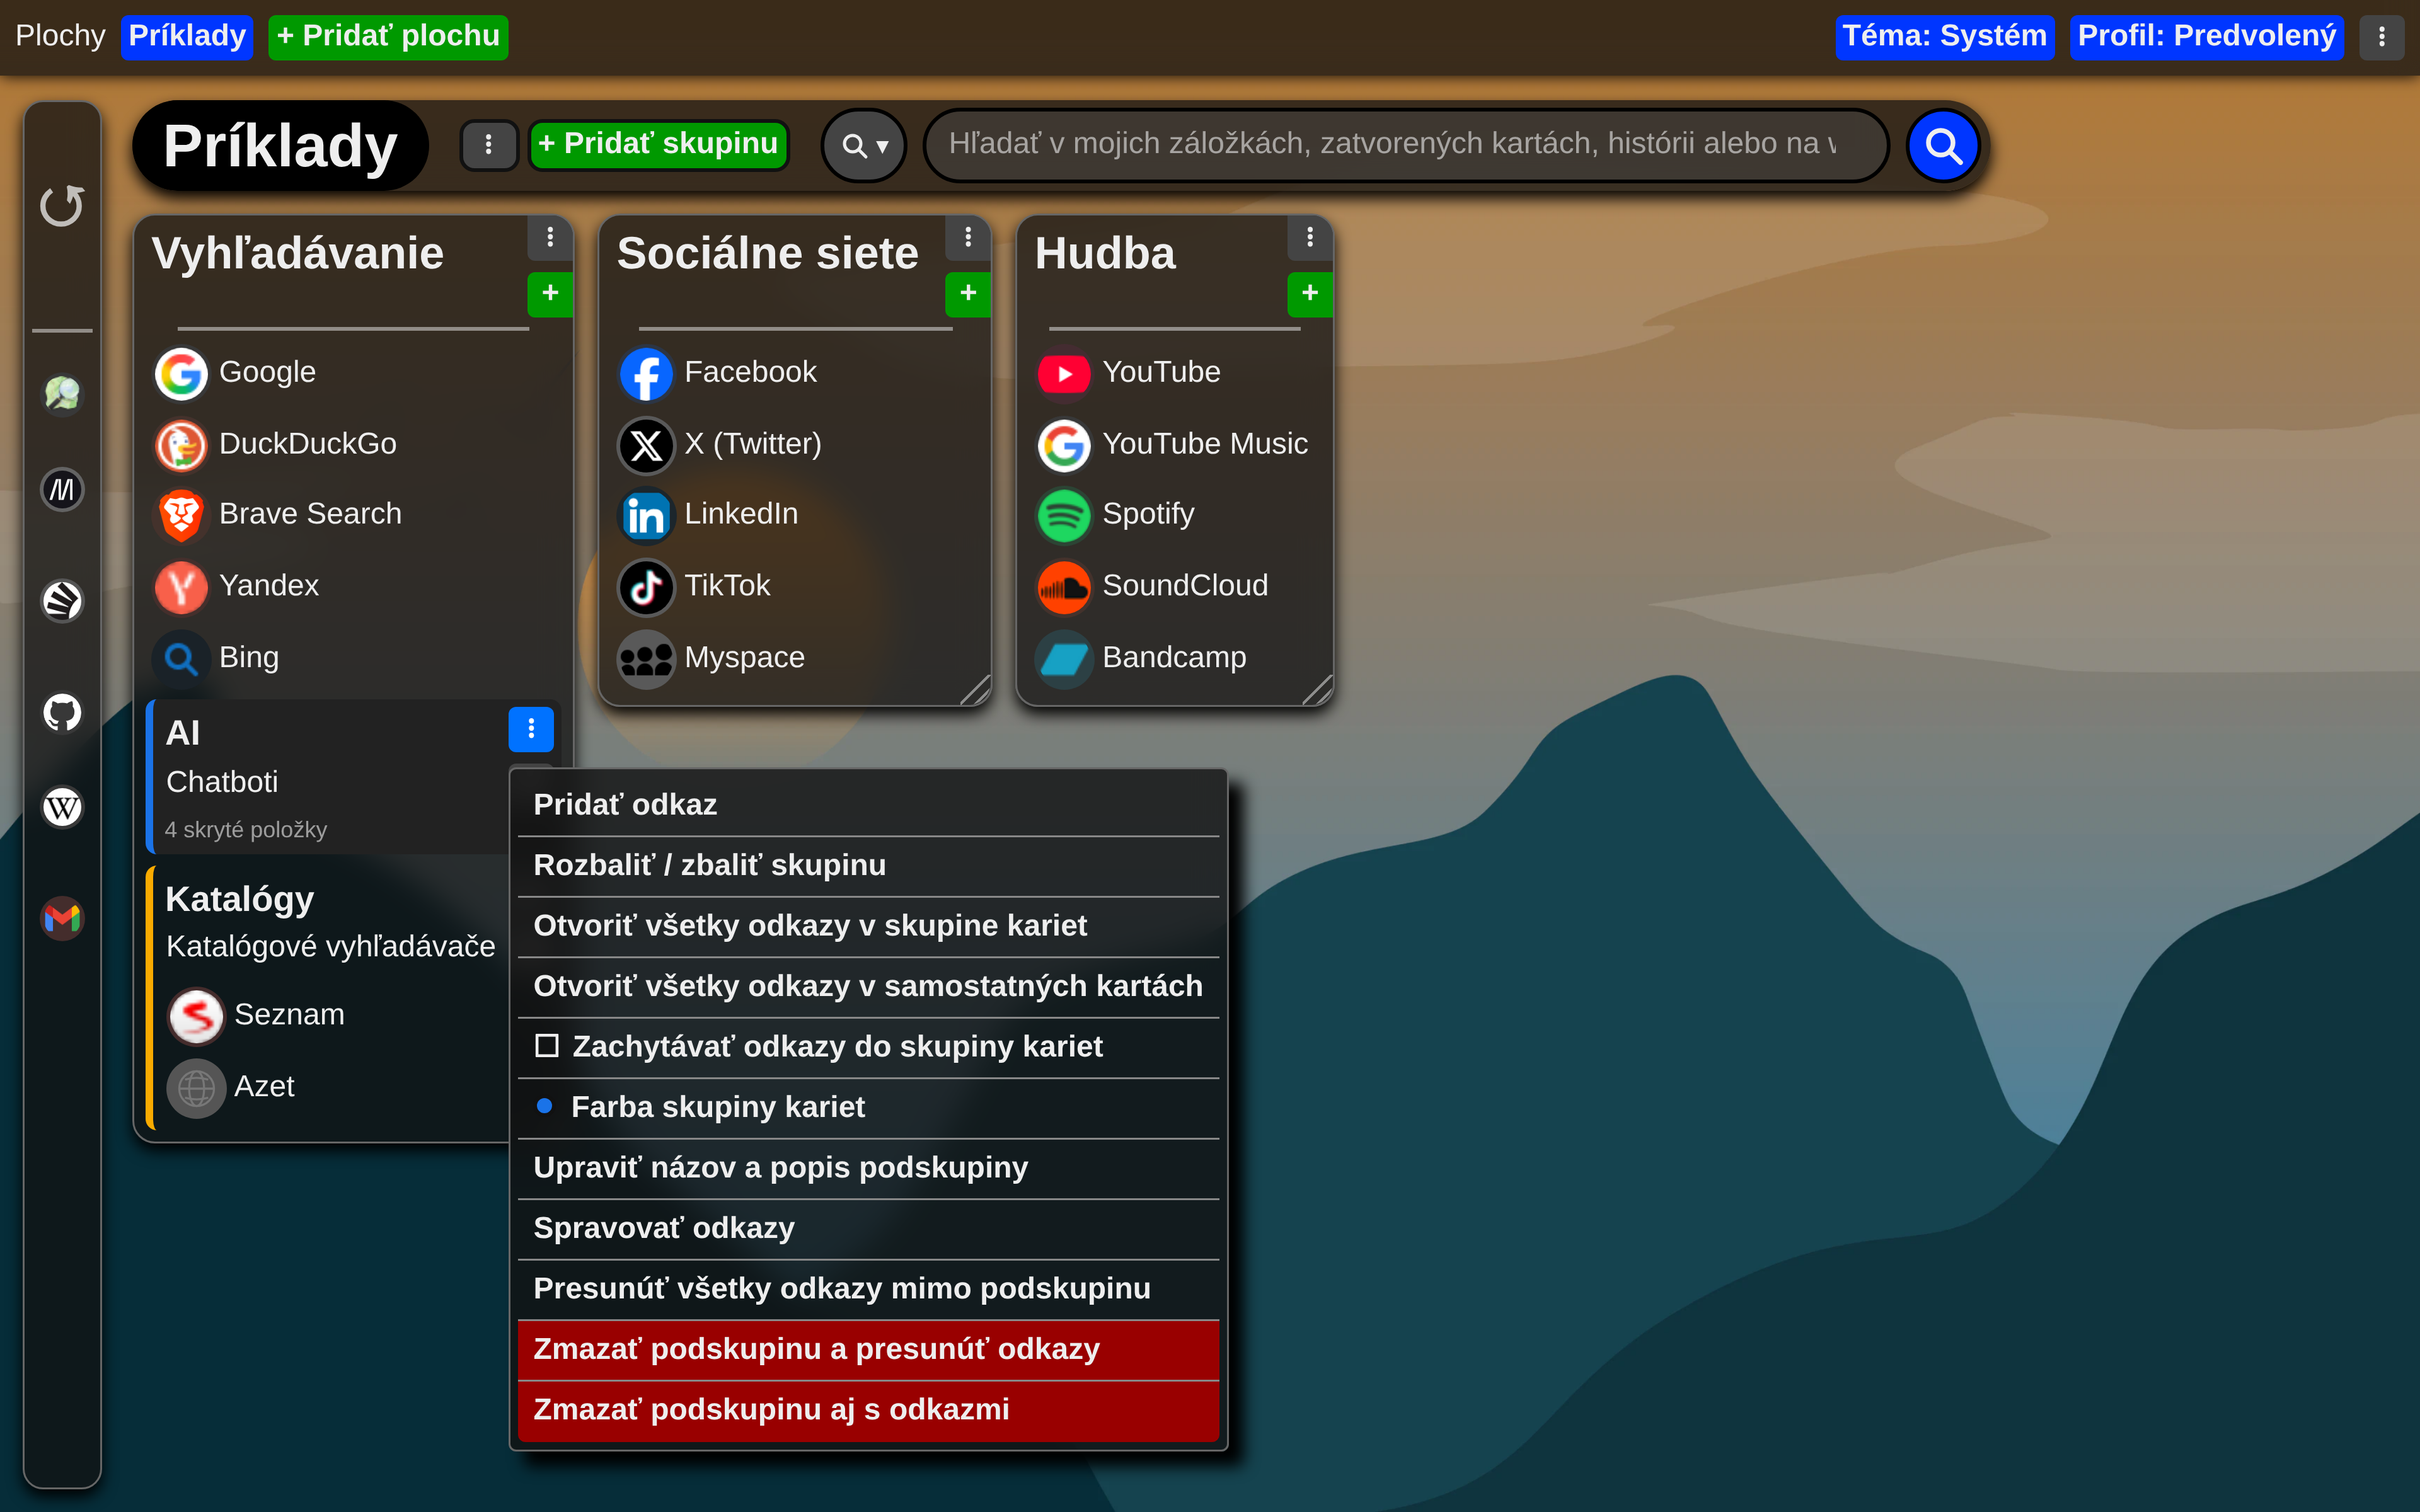 Plochy Príklady + Pridať plochu Téma: Systém Profil: Predvolený
Príklady + Pridať skupinu Hľadať v mojich záložkách, zatvorených kartách, histórii alebo na
Vyhľadávanie
+
Google
DuckDuckGo
Brave Search
Yandex
Bing
AI
Chatboti
4 skryté položky
Katalógy
Katalógové vyhľadávače
Seznam
Azet
Sociálne siete
+
Facebook
X (Twitter)
LinkedIn
TikTok
Myspace
Hudba
+
YouTube
YouTube Music
Spotify
SoundCloud
Bandcamp
Pridať odkaz
Rozbaliť / zbaliť skupinu
Otvoriť všetky odkazy v skupine kariet
Otvoriť všetky odkazy v samostatných kartách
Zachytávať odkazy do skupiny kariet
Farba skupiny kariet
Upraviť názov a popis podskupiny
Spravovať odkazy
Presunúť všetky odkazy mimo podskupinu
Zmazať podskupinu a presunúť odkazy
Zmazať podskupinu aj s odkazmi